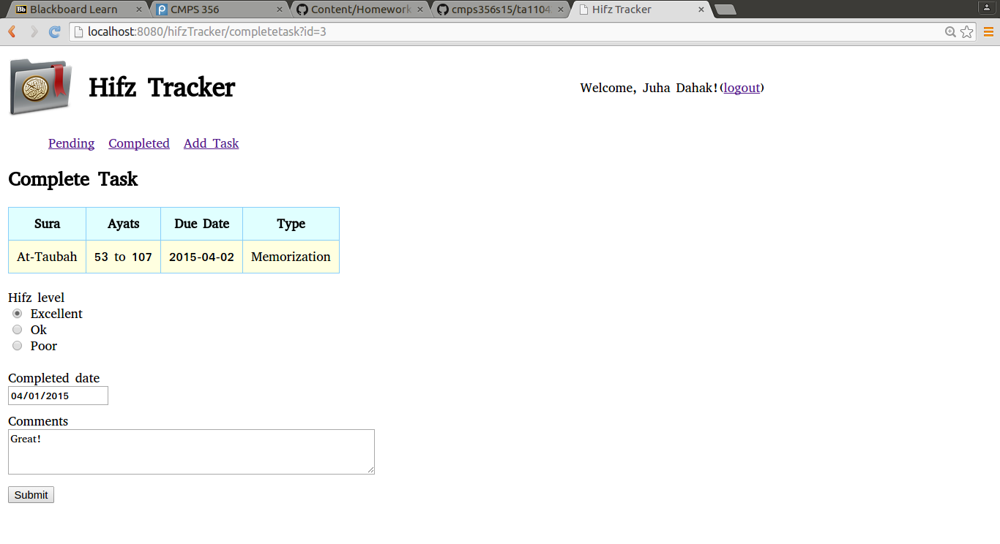 Blackboard Learn CMPS 356 Content/Homework cmps356s15/ta1104 Hifz Tracker
localhost:8080/hifzTracker/completetask?id=3
Hifz Tracker
Welcome, Juha Dahak!(logout)
Pending Completed Add Task
Complete Task
Sura Ayats Due Date Type
At-Taubah 53 to 107 2015-04-02 Memorization
Hifz level
Excellent
Ok
Poor
Completed date
04/01/2015
Comments
Great!
Submit